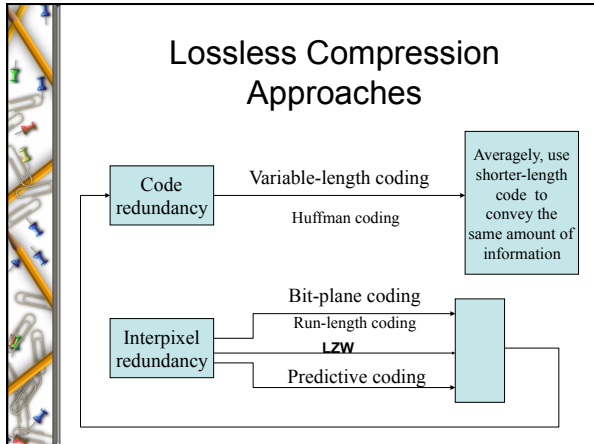 Lossless Compression
Approaches
Code
redundancy
Variable-length coding
Huffman coding
Averagely, use
shorter-length
code to
convey the
same amount of
information
Interpixel
redundancy
Bit-plane coding
Run-length coding
LZW
Predictive coding